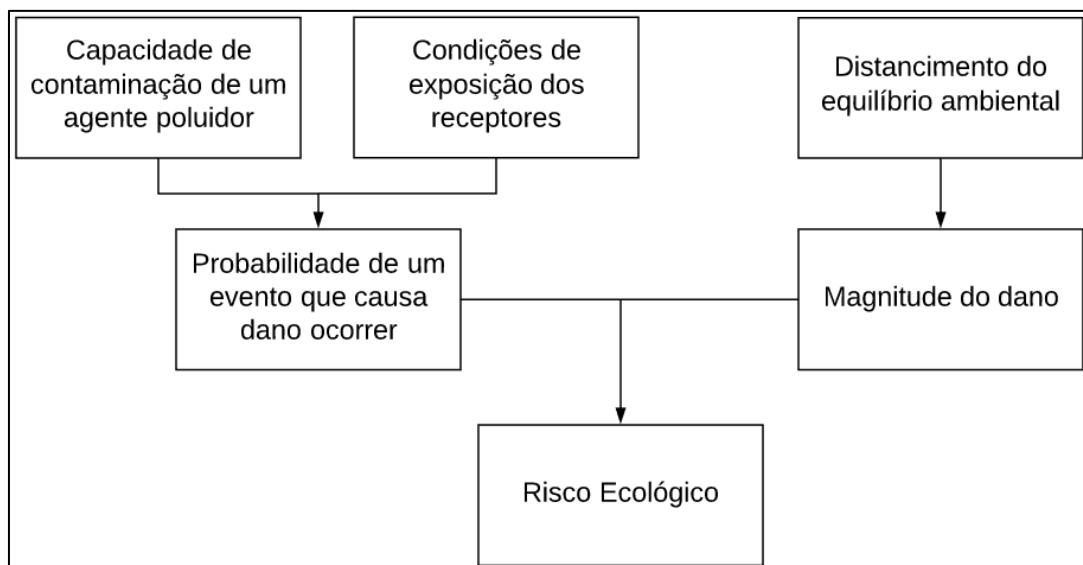 Capacidade de
contaminação de um
agente poluidor
Condições de
exposição dos
receptores
Distancimento do
equilíbrio ambiental
Probabilidade de um
evento que causa
dano ocorrer
Magnitude do dano
Risco Ecológico